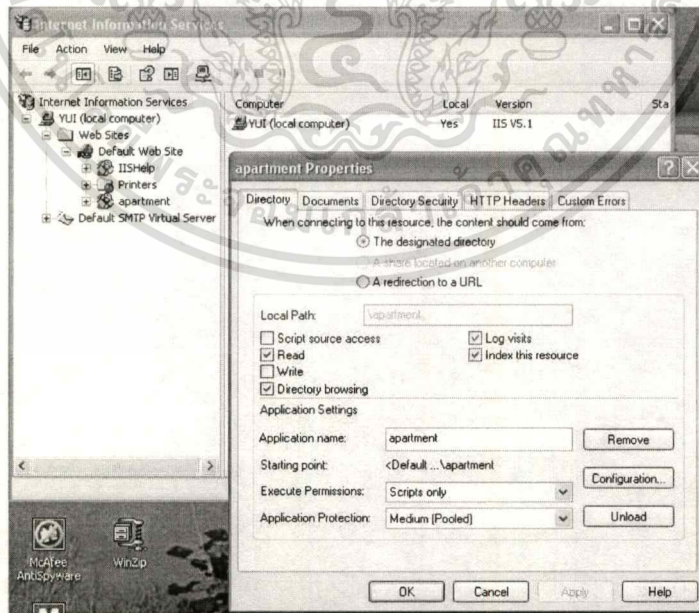 Internet Information Services
File Action View Help
Internet Information Services
YUI (local computer)
Web Sites
Default Web Site
IISHelp
Printers
apartment
Default SMTP Virtual Server
Computer Local Version Sta
YUI (local computer) Yes IIS V5.1
apartment Properties
Directory Documents Directory Security HTTP Headers Custom Errors
When connecting to this resource, the content should come from:
The designated directory
A share located on another computer
A redirection to a URL
Local Path: \apartment
Script source access
Read
Write
Directory browsing
Log visits
Index this resource
Application Settings
Application name: apartment Remove
Starting point: <Default ...\apartment
Configuration...
Execute Permissions: Scripts only
Application Protection: Medium (Pooled) Unload
OK Cancel Apply Help
McAfee
AntiSpyware
WinZip